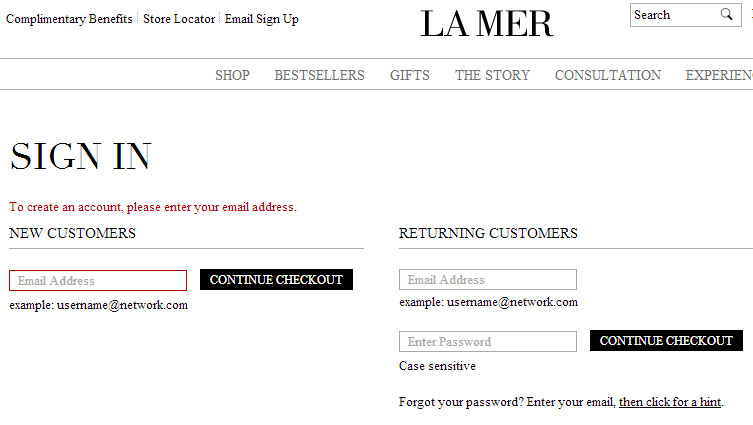 Complimentary Benefits Store Locator Email Sign Up
LA MER
Search
SHOP BESTSELLERS GIFTS THE STORY CONSULTATION EXPERIEN
SIGN IN
To create an account, please enter your email address.
NEW CUSTOMERS
Email Address
CONTINUE CHECKOUT
example: username@network.com
RETURNING CUSTOMERS
Email Address
example: username@network.com
Enter Password
CONTINUE CHECKOUT
Case sensitive
Forgot your password? Enter your email, then click for a hint.